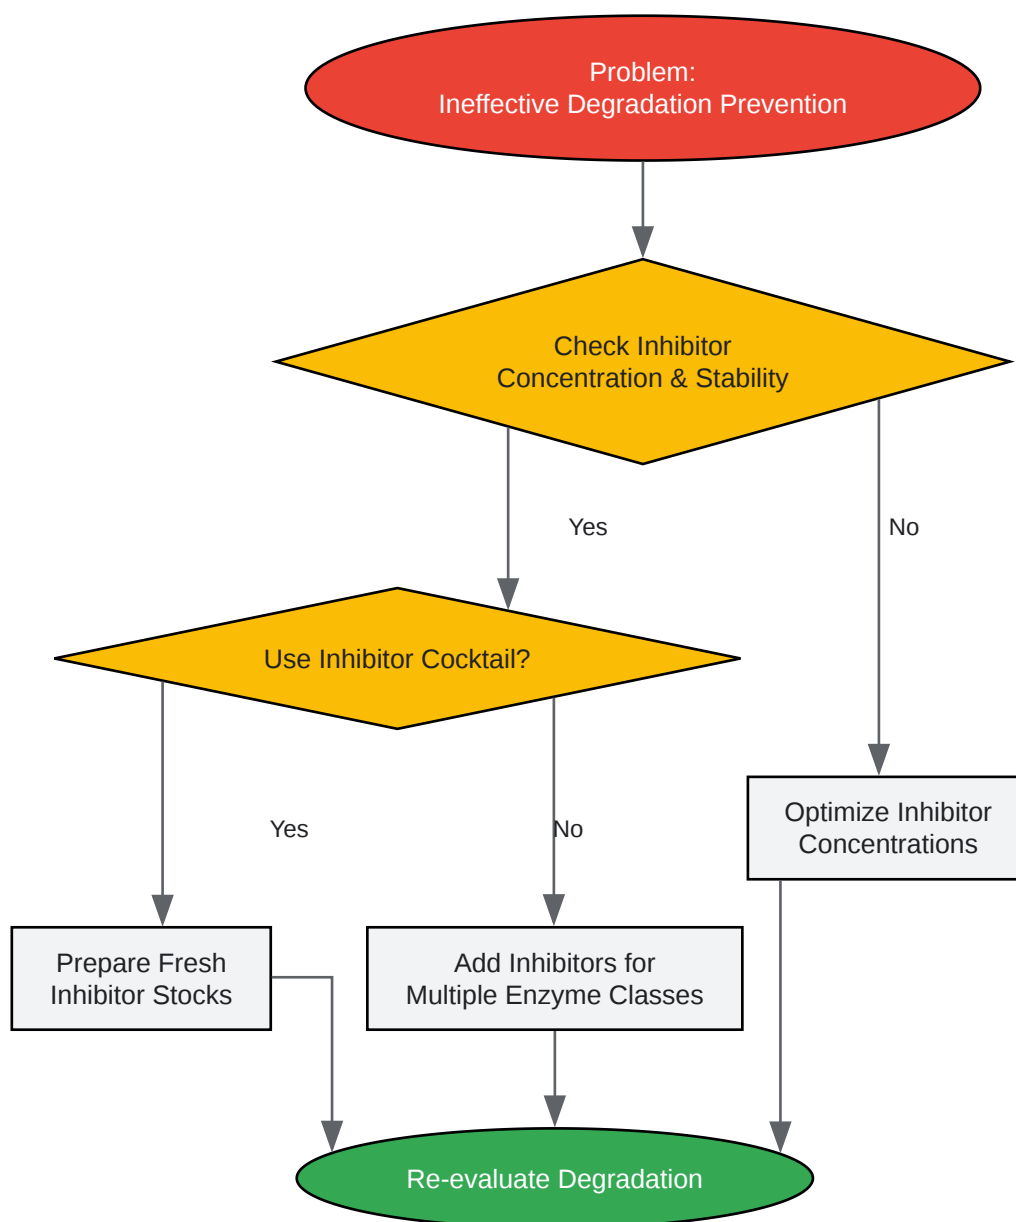 Problem:
Ineffective Degradation Prevention
Check Inhibitor
Concentration & Stability
Yes
No
Use Inhibitor Cocktail?
Optimize Inhibitor
Concentrations
Yes
No
Prepare Fresh
Inhibitor Stocks
Add Inhibitors for
Multiple Enzyme Classes
Re-evaluate Degradation